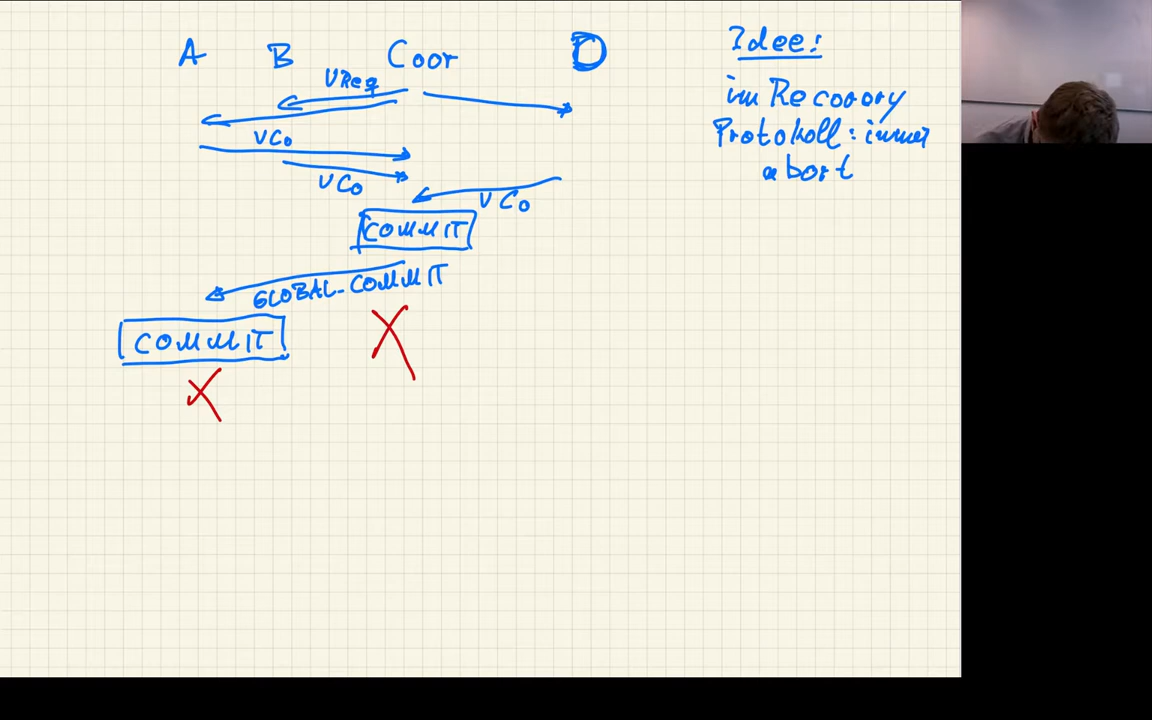 A B Coor D
VReq
VCo
VCo
VCo
COMMIT
GLOBAL-COMMIT
COMMIT
Idee:
im Recovery
Protokoll: immer
abort